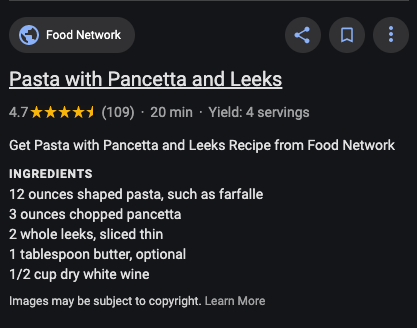 Food Network
Pasta with Pancetta and Leeks
4.7 ★★★★★ (109) · 20 min · Yield: 4 servings
Get Pasta with Pancetta and Leeks Recipe from Food Network
INGREDIENTS
12 ounces shaped pasta, such as farfalle
3 ounces chopped pancetta
2 whole leeks, sliced thin
1 tablespoon butter, optional
1/2 cup dry white wine
Images may be subject to copyright. Learn More